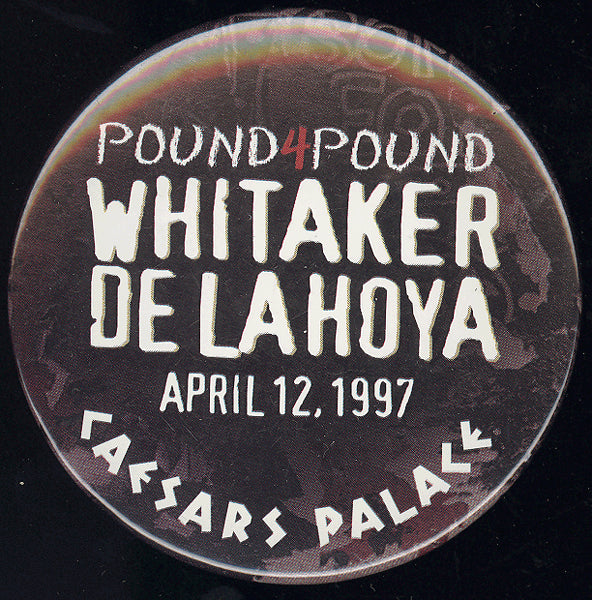 POUND4POUND
WHITAKER
DE LA HOYA
APRIL 12, 1997
CAESARS PALACE